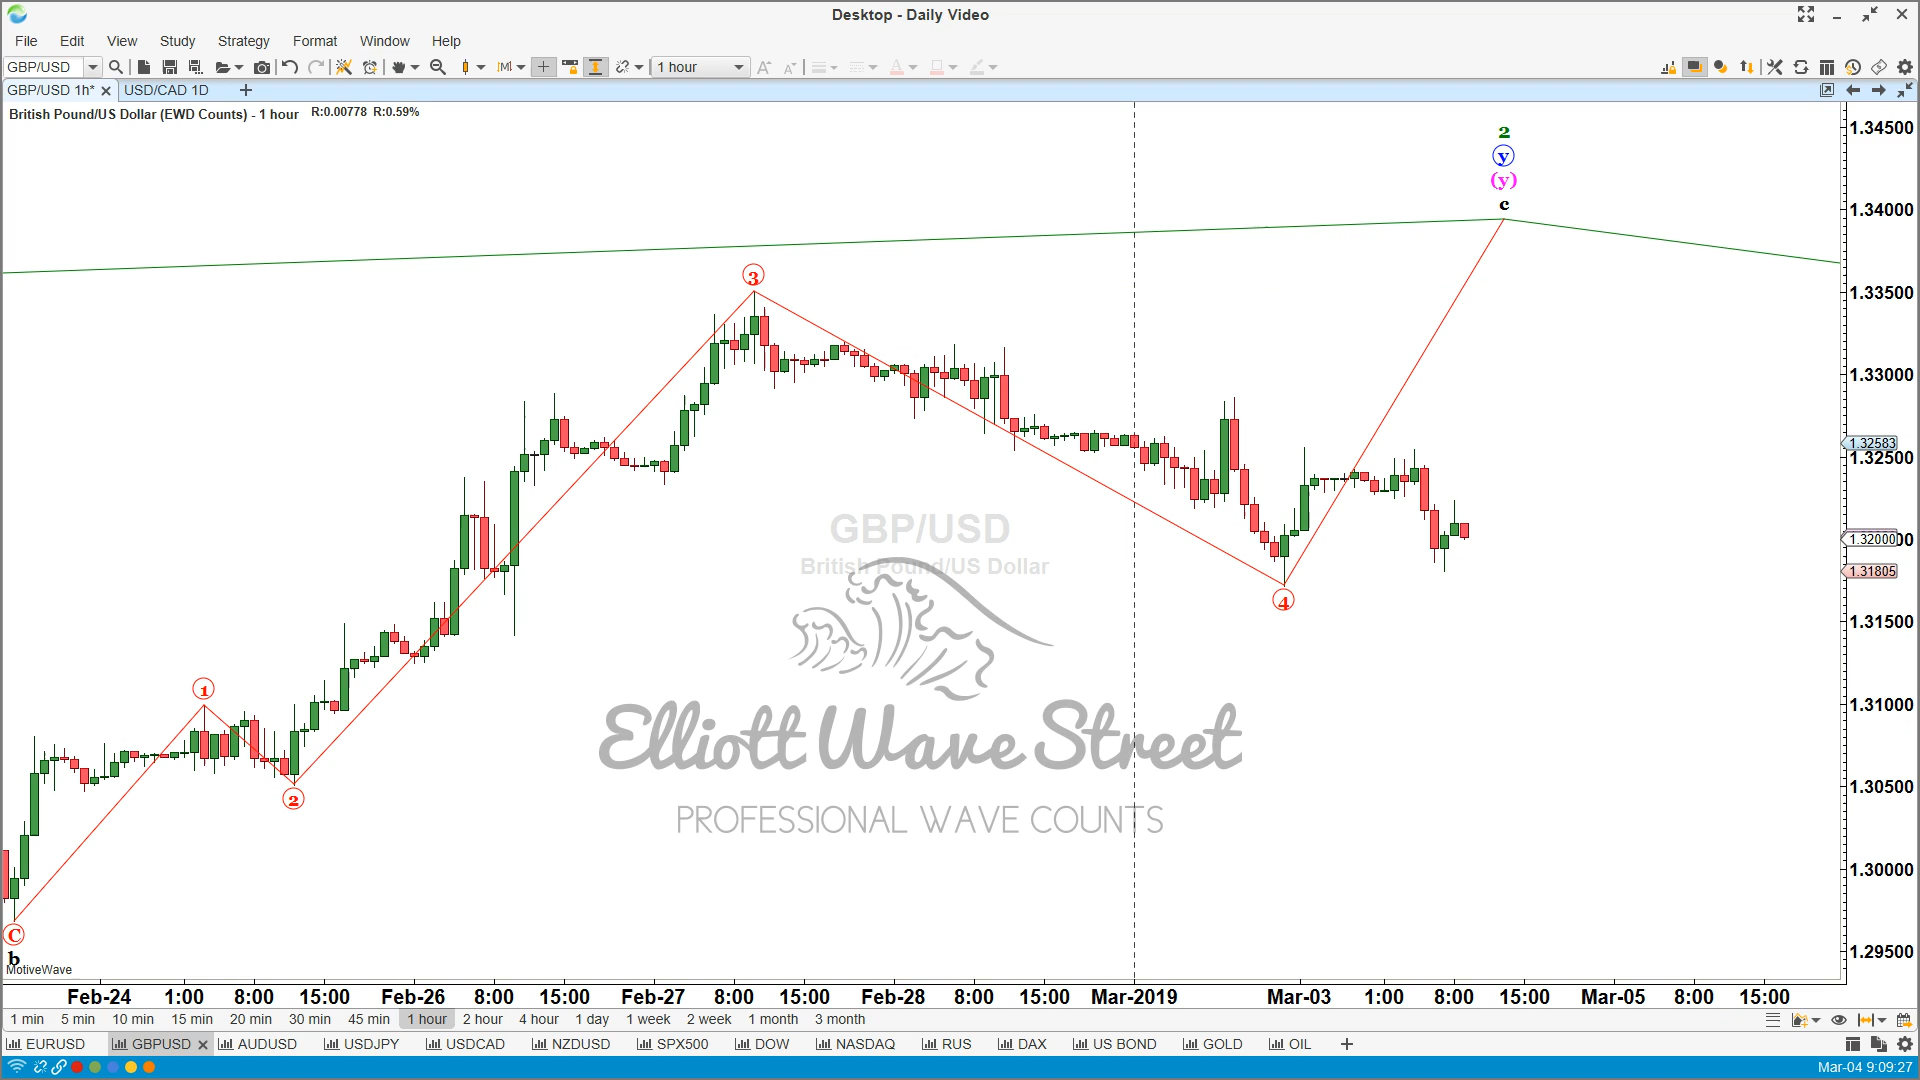 Desktop - Daily Video
File Edit View Study Strategy Format Window Help
GBP/USD 1 hour
GBP/USD 1h* USD/CAD 1D
British Pound/US Dollar (EWD Counts) - 1 hour R:0.00778 R:0.59%
1.34500
2
y
(y)
c
1.34000
3
1.33500
1.33000
1.32583
1.32500
GBP/USD
1.32000
British Pound/US Dollar
1.31805
4
1.31500
1
1.31000
Elliott Wave Street
1.30500
2
PROFESSIONAL WAVE COUNTS
1.30000
C
b
1.29500
MotiveWave
Feb-24 1:00 8:00 15:00 Feb-26 8:00 15:00 Feb-27 8:00 15:00 Feb-28 8:00 15:00 Mar-2019 Mar-03 1:00 8:00 15:00 Mar-05 8:00 15:00
1 min 5 min 10 min 15 min 20 min 30 min 45 min 1 hour 2 hour 4 hour 1 day 1 week 2 week 1 month 3 month
EURUSD GBPUSD AUDUSD USDJPY USDCAD NZDUSD SPX500 DOW NASDAQ RUS DAX US BOND GOLD OIL
Mar-04 9:09:27